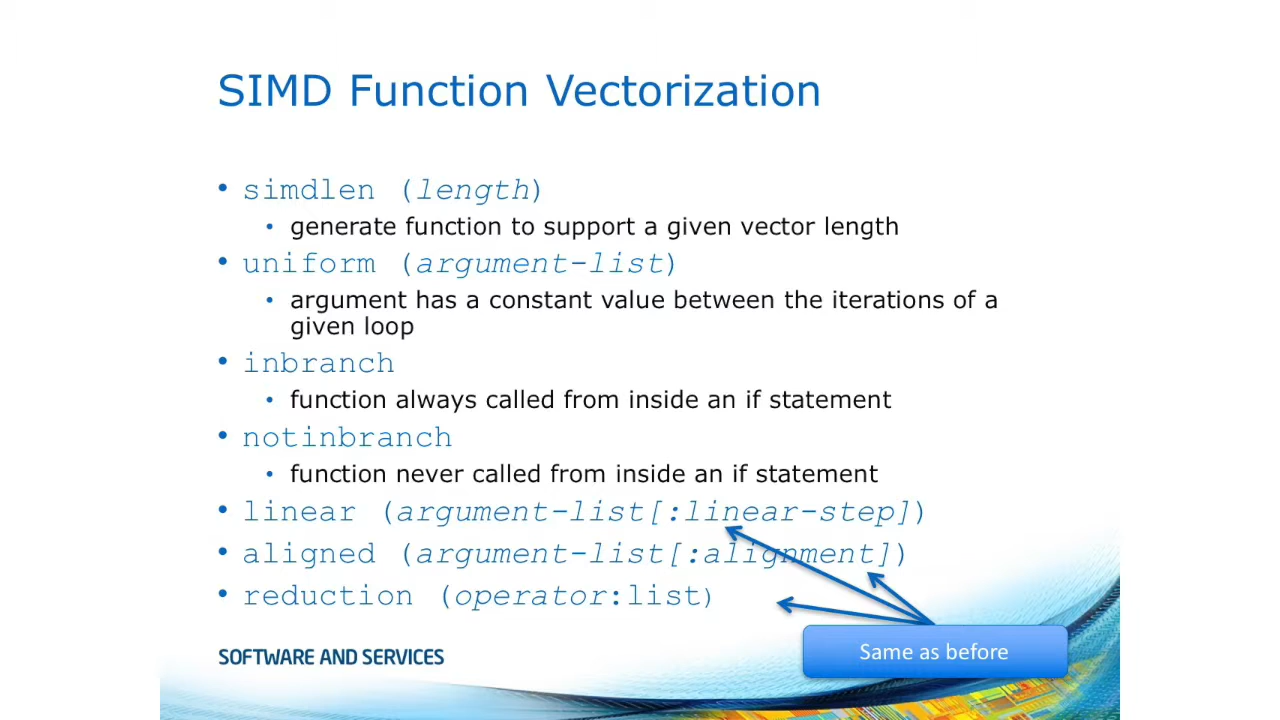 SIMD Function Vectorization
• simdlen (length)
• generate function to support a given vector length
• uniform (argument-list)
• argument has a constant value between the iterations of a
given loop
• inbranch
• function always called from inside an if statement
• notinbranch
• function never called from inside an if statement
• linear (argument-list[:linear-step])
• aligned (argument-list[:alignment])
• reduction (operator:list)
Same as before
SOFTWARE AND SERVICES